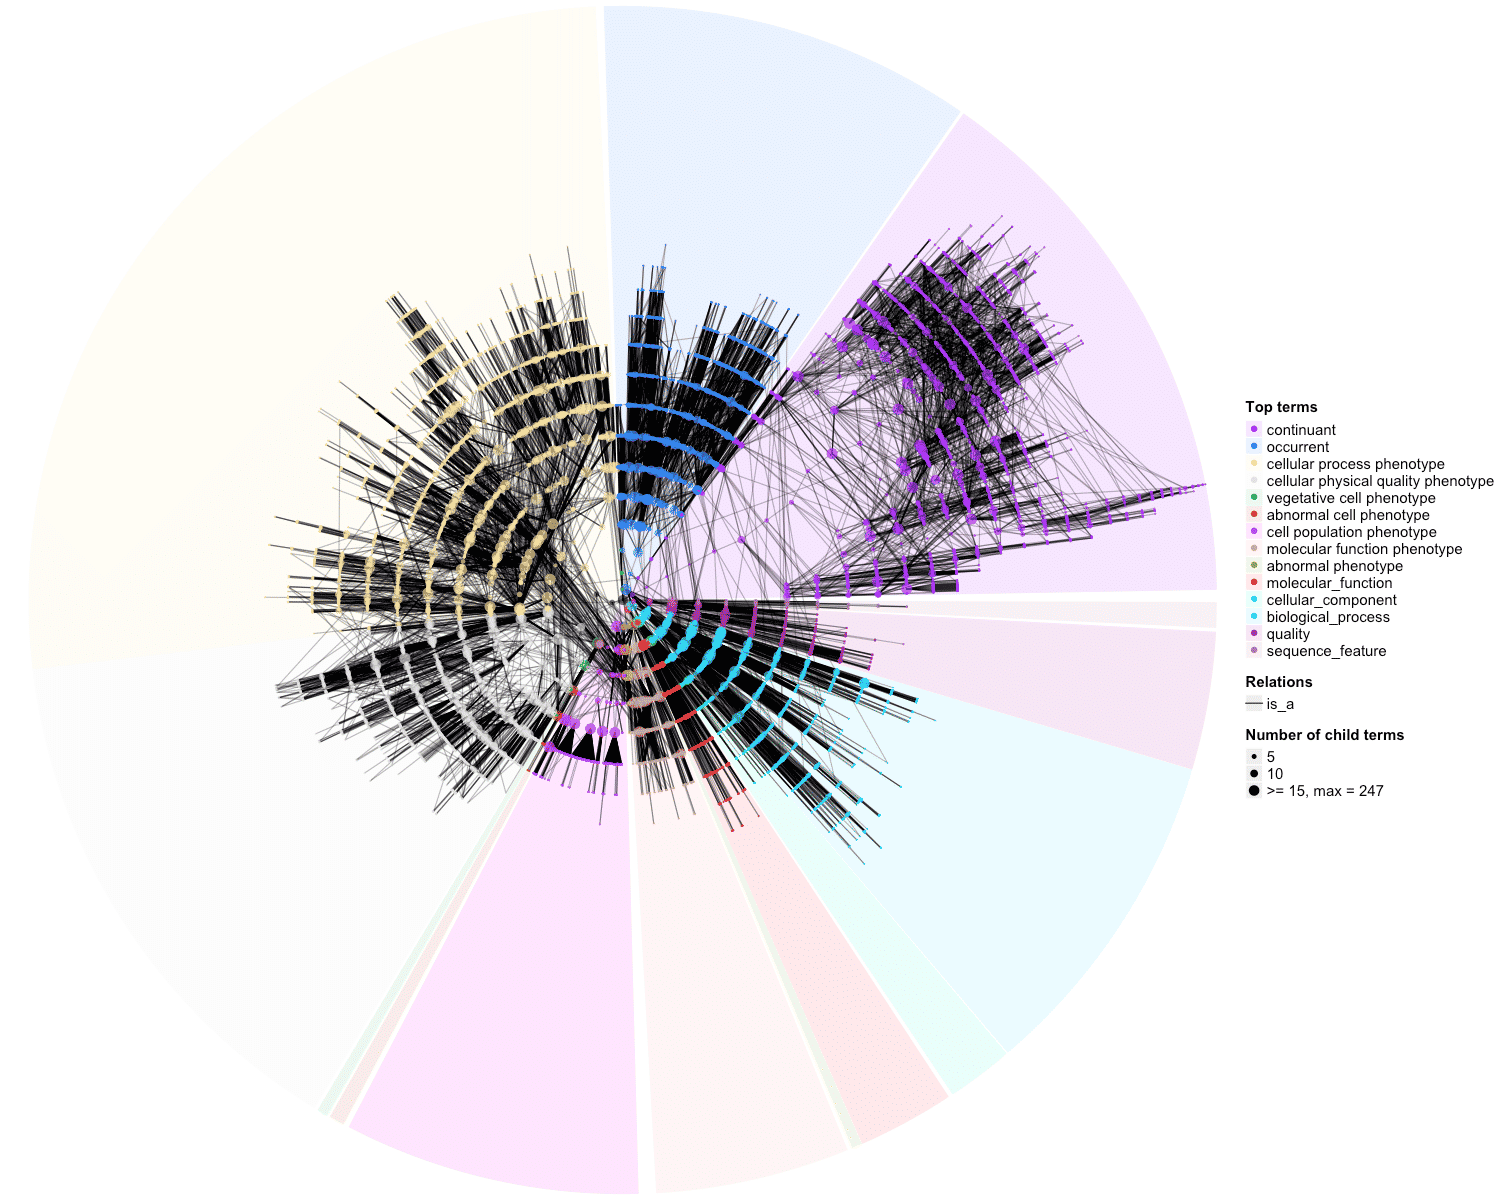 Top terms
continuant
occurrent
cellular process phenotype
cellular physical quality phenotype
vegetative cell phenotype
abnormal cell phenotype
cell population phenotype
molecular function phenotype
abnormal phenotype
molecular_function
cellular_component
biological_process
quality
sequence_feature
Relations
is_a
Number of child terms
5
10
>= 15, max = 247